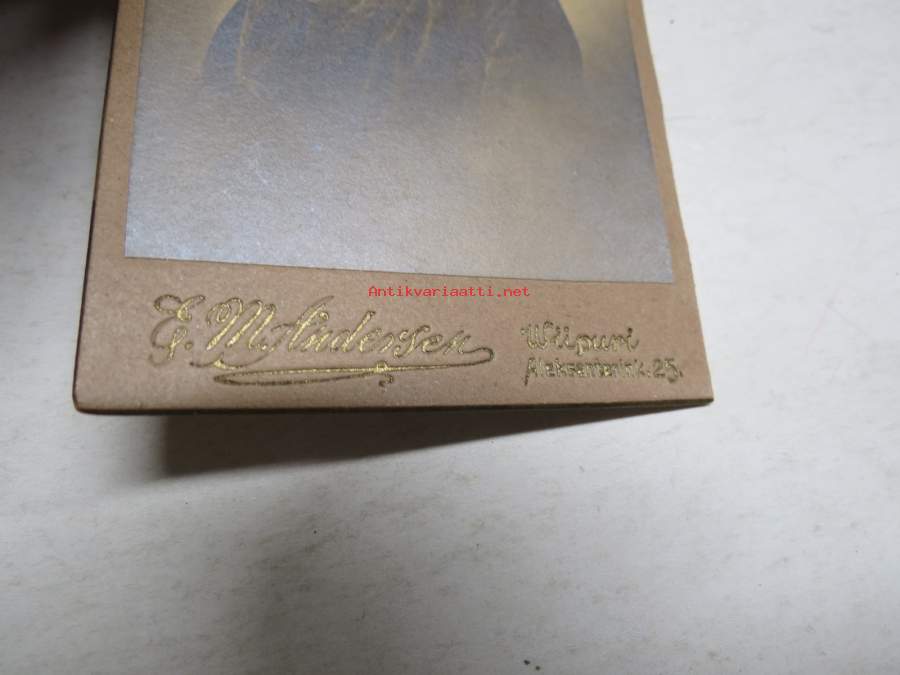 Antikvariaatti.net
E. M. Andersen
Wiipuri
Aleksanterink. 25.